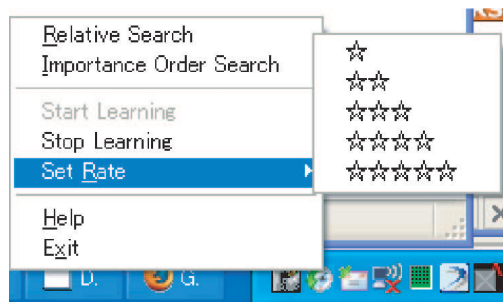 Relative Search
Importance Order Search
Start Learning
Stop Learning
Set Rate
Help
Exit
☆
☆☆
☆☆☆
☆☆☆☆
☆☆☆☆☆
D.
G.